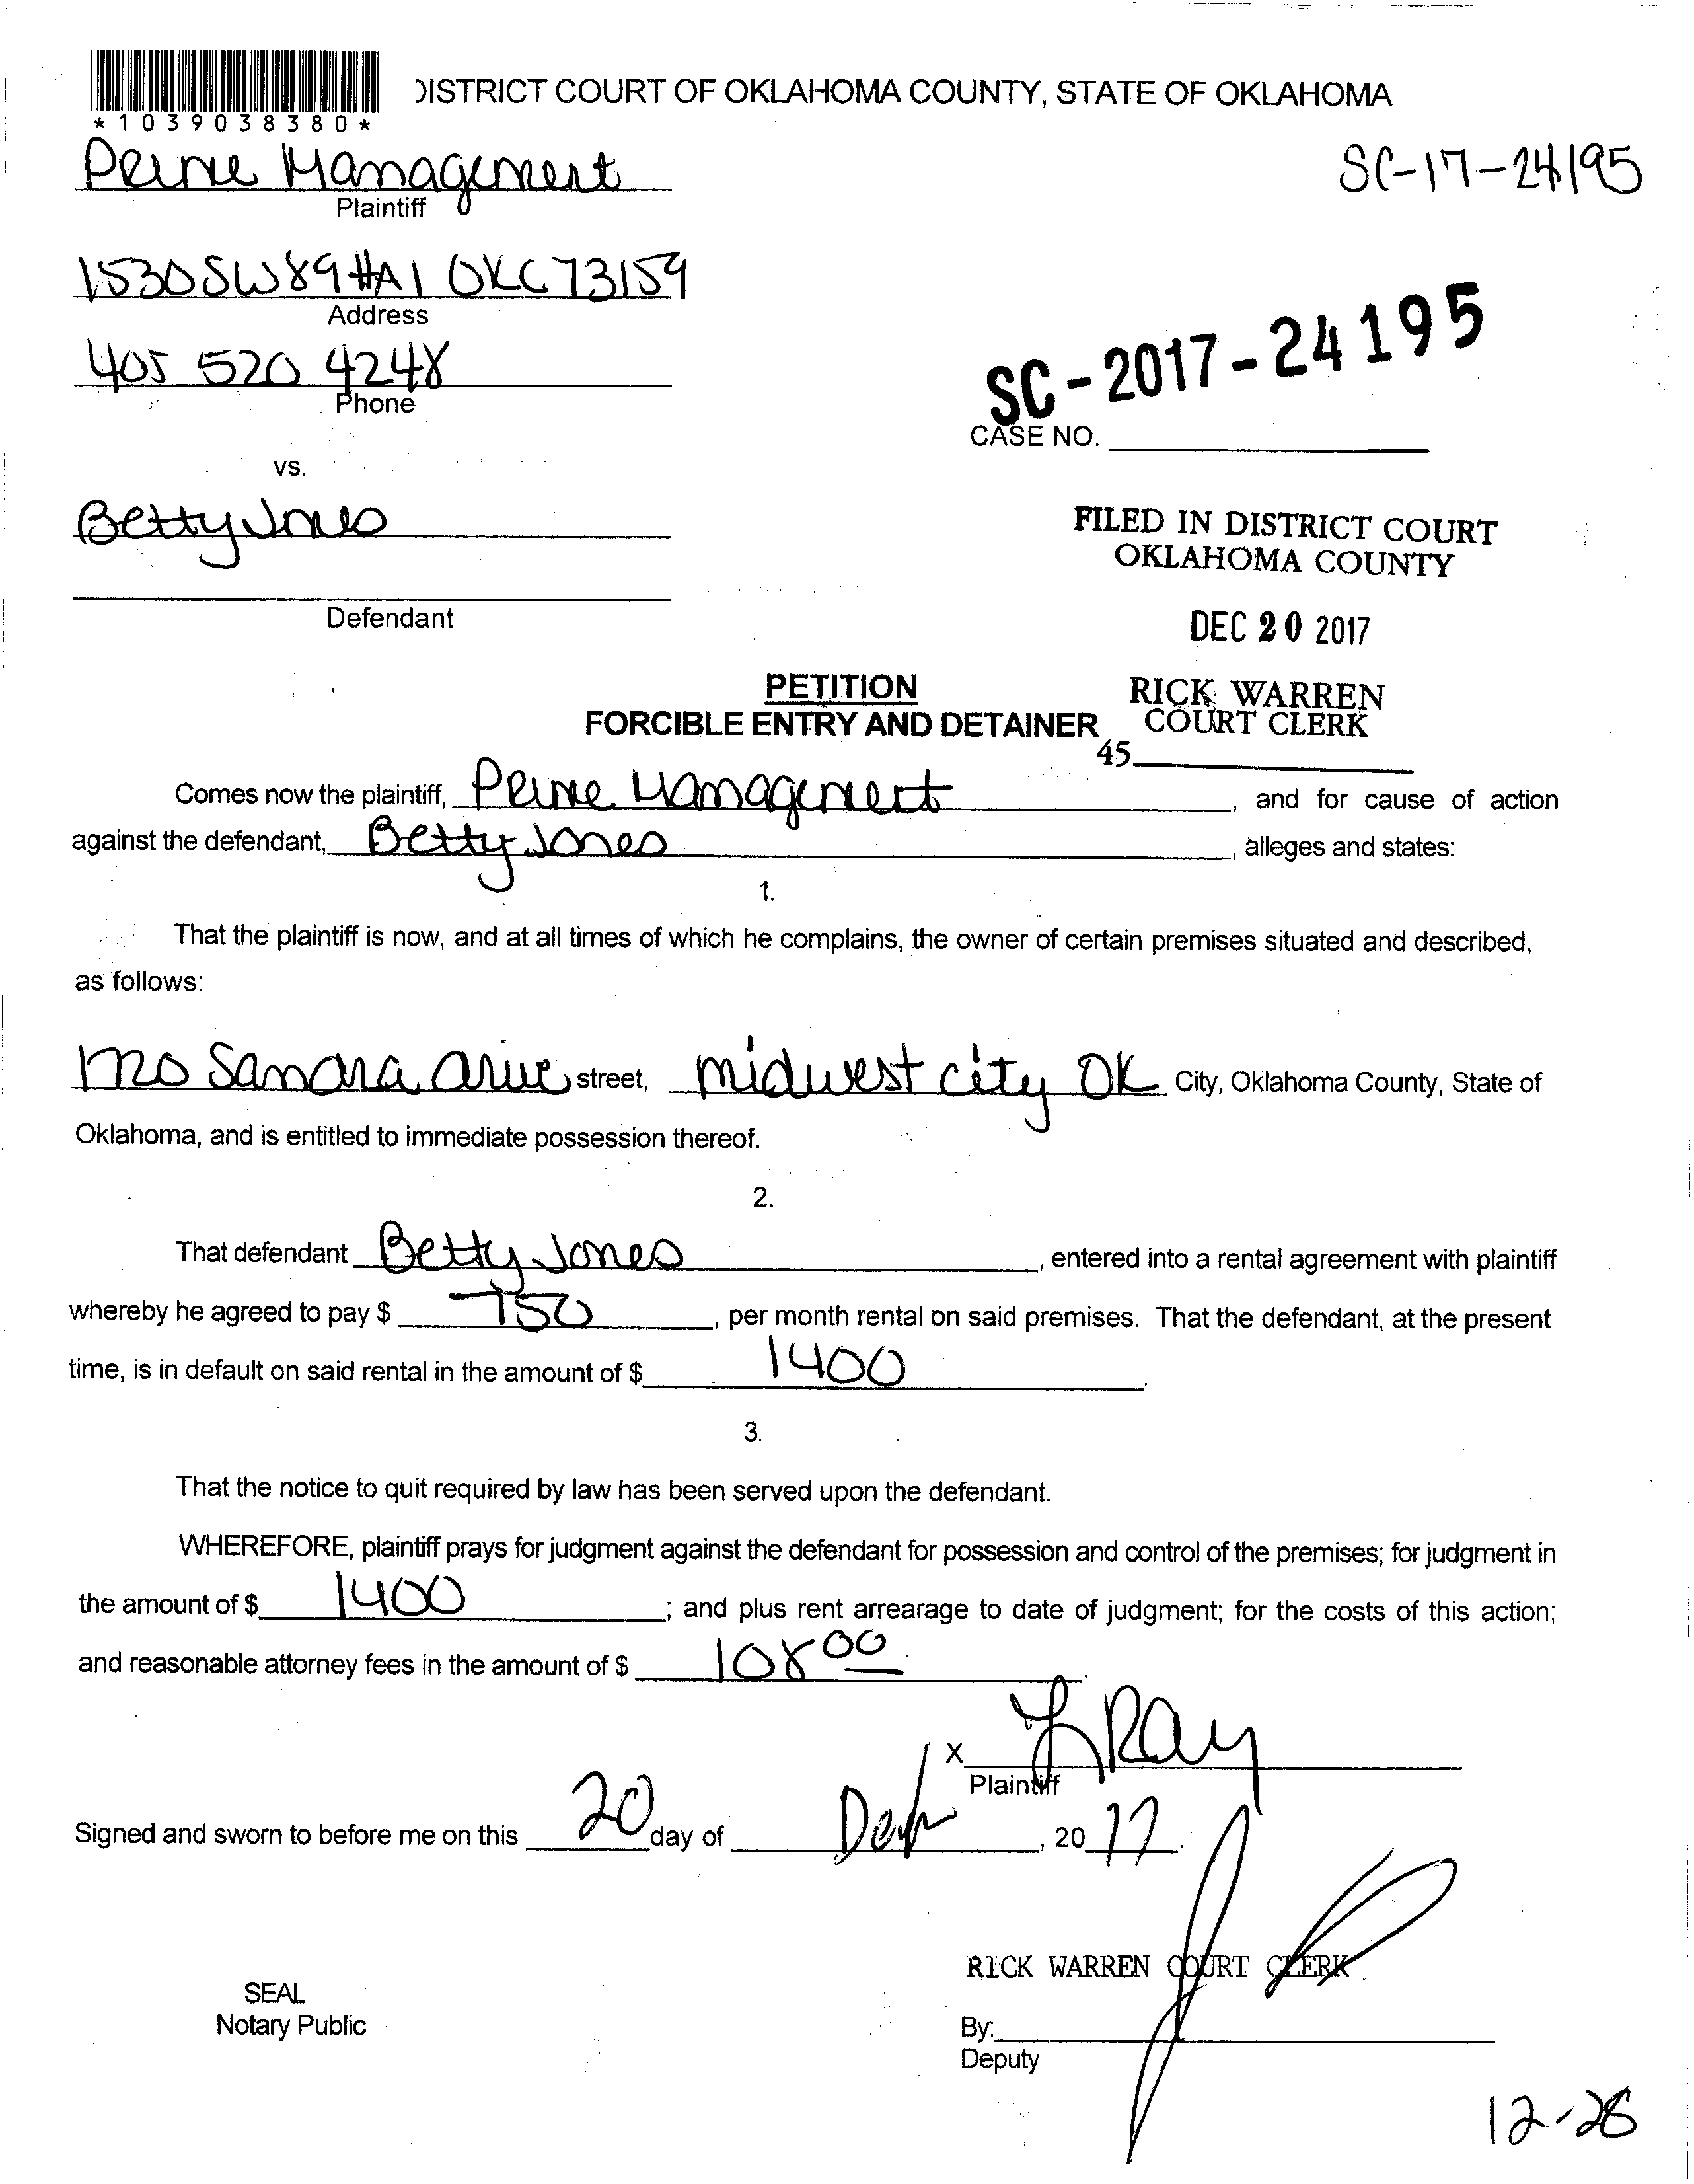 DISTRICT COURT OF OKLAHOMA COUNTY, STATE OF OKLAHOMA
*1039038380*
Prime Management
SC-17-24195
Plaintiff
1530 SW 89 #A1 OKC 73159
Address
405 520 4248
Phone
SC-2017-24195
CASE NO.
vs.
Betty Jones
FILED IN DISTRICT COURT
OKLAHOMA COUNTY
Defendant
DEC 20 2017
PETITION
RICK WARREN
FORCIBLE ENTRY AND DETAINER
COURT CLERK
45
Comes now the plaintiff, Prime Management, and for cause of action
against the defendant, Betty Jones, alleges and states:
1.
That the plaintiff is now, and at all times of which he complains, the owner of certain premises situated and described,
as follows:
1720 Sandra street, midwest city OK City, Oklahoma County, State of
Oklahoma, and is entitled to immediate possession thereof.
2.
That defendant Betty Jones, entered into a rental agreement with plaintiff
whereby he agreed to pay $ 750, per month rental on said premises. That the defendant, at the present
time, is in default on said rental in the amount of $ 1400.
3.
That the notice to quit required by law has been served upon the defendant.
WHEREFORE, plaintiff prays for judgment against the defendant for possession and control of the premises; for judgment in
the amount of $ 1400; and plus rent arrearage to date of judgment; for the costs of this action;
and reasonable attorney fees in the amount of $ 108 00.
X L Ray
Plaintiff
Signed and sworn to before me on this 20 day of Dec, 20 17.
RICK WARREN COURT CLERK
SEAL
Notary Public
By:
Deputy
12-28